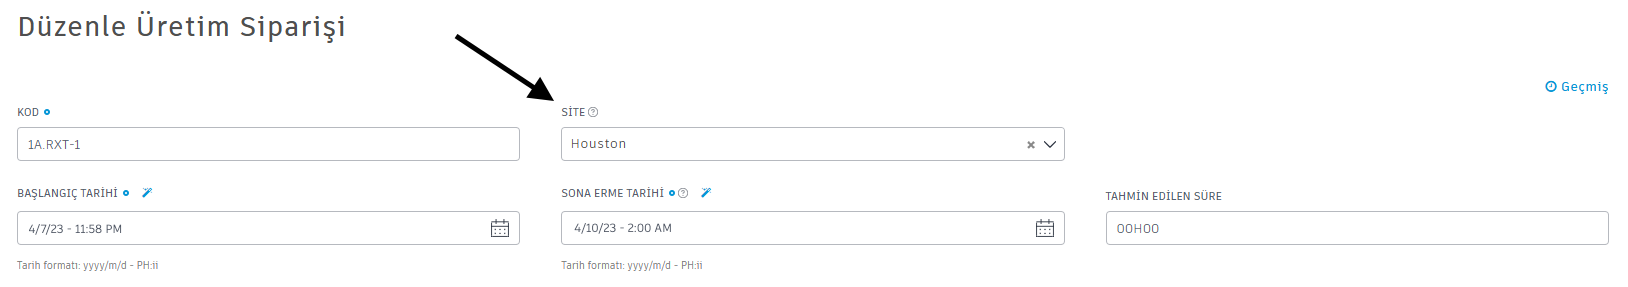 Düzenle Üretim Siparişi
Geçmiş
KOD
SİTE
1A.RXT-1
Houston
BAŞLANGIÇ TARİHİ
SONA ERME TARİHİ
TAHMİN EDİLEN SÜRE
4/7/23 - 11:58 PM
4/10/23 - 2:00 AM
00H00
Tarih formatı: yyyy/m/d - PH:ii
Tarih formatı: yyyy/m/d - PH:ii